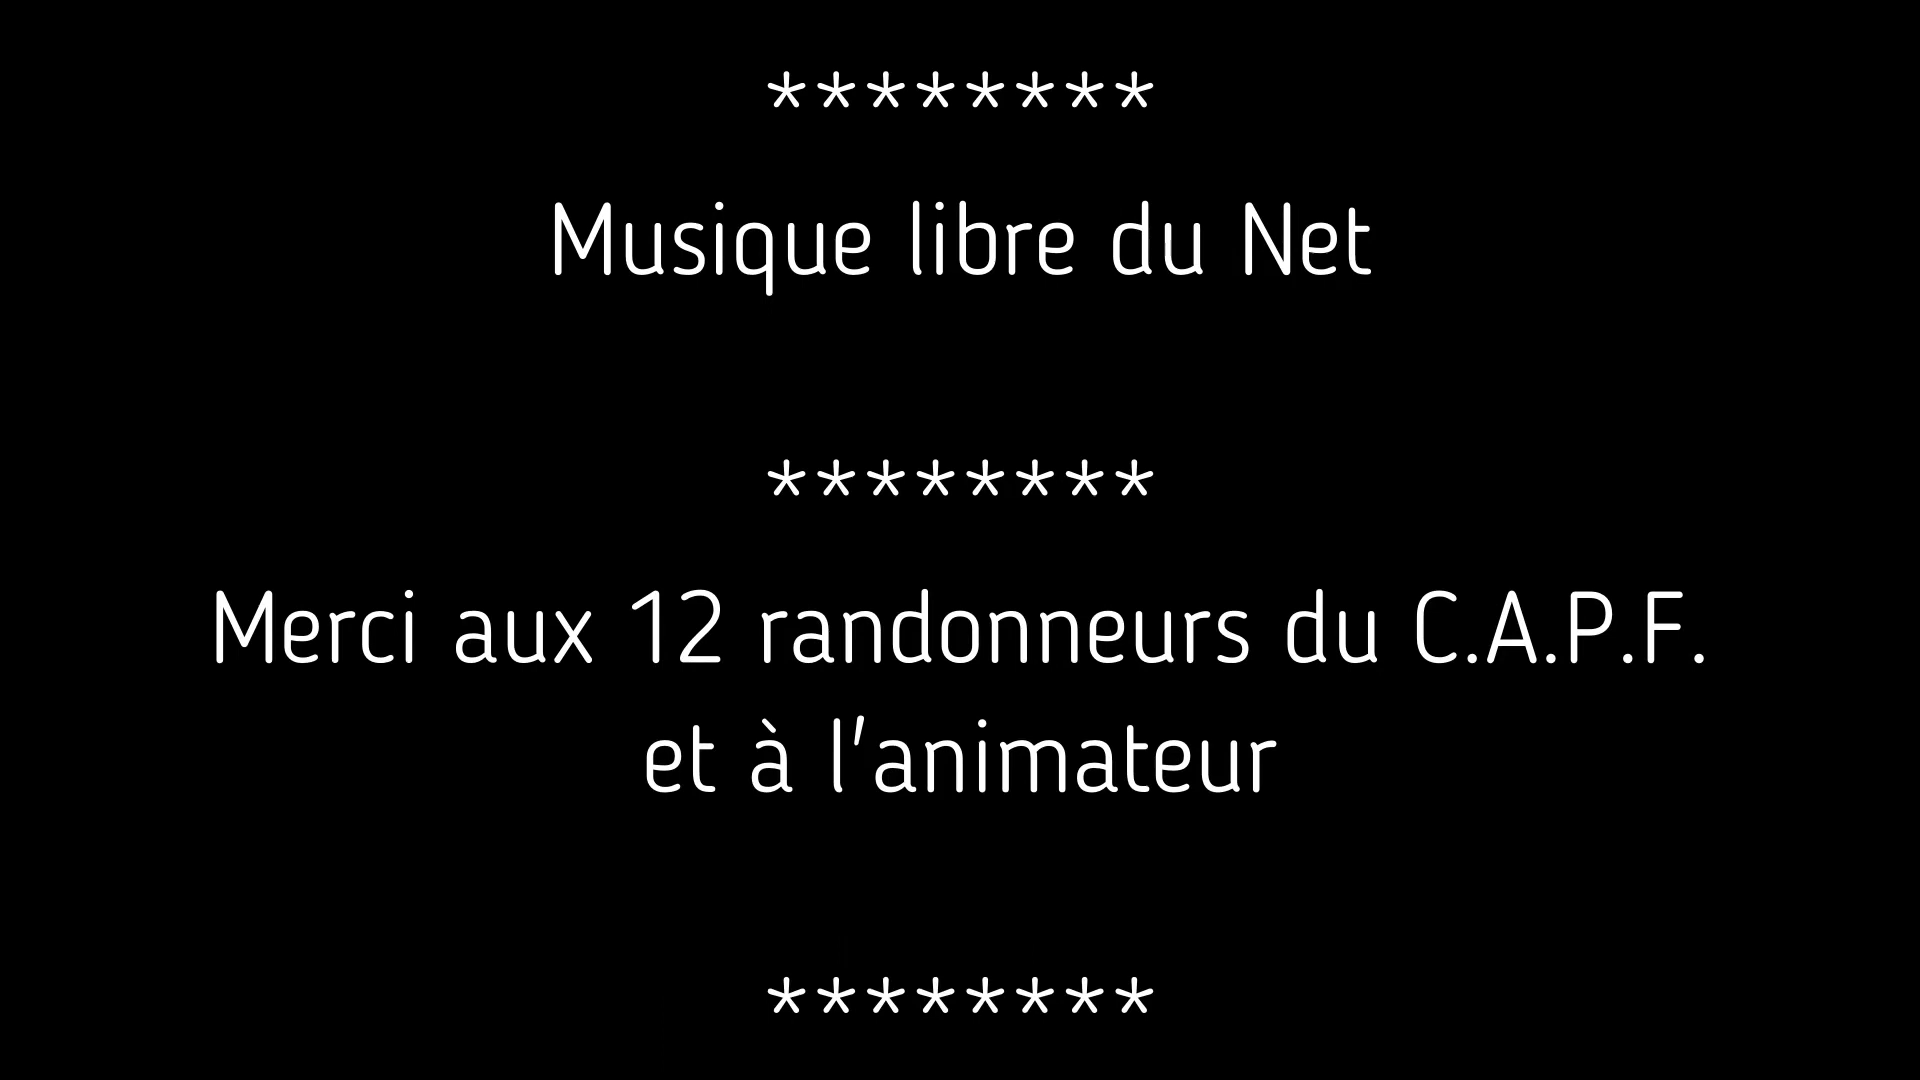 ********
Musique libre du Net
********
Merci aux 12 randonneurs du C.A.P.F.
et à l'animateur
********